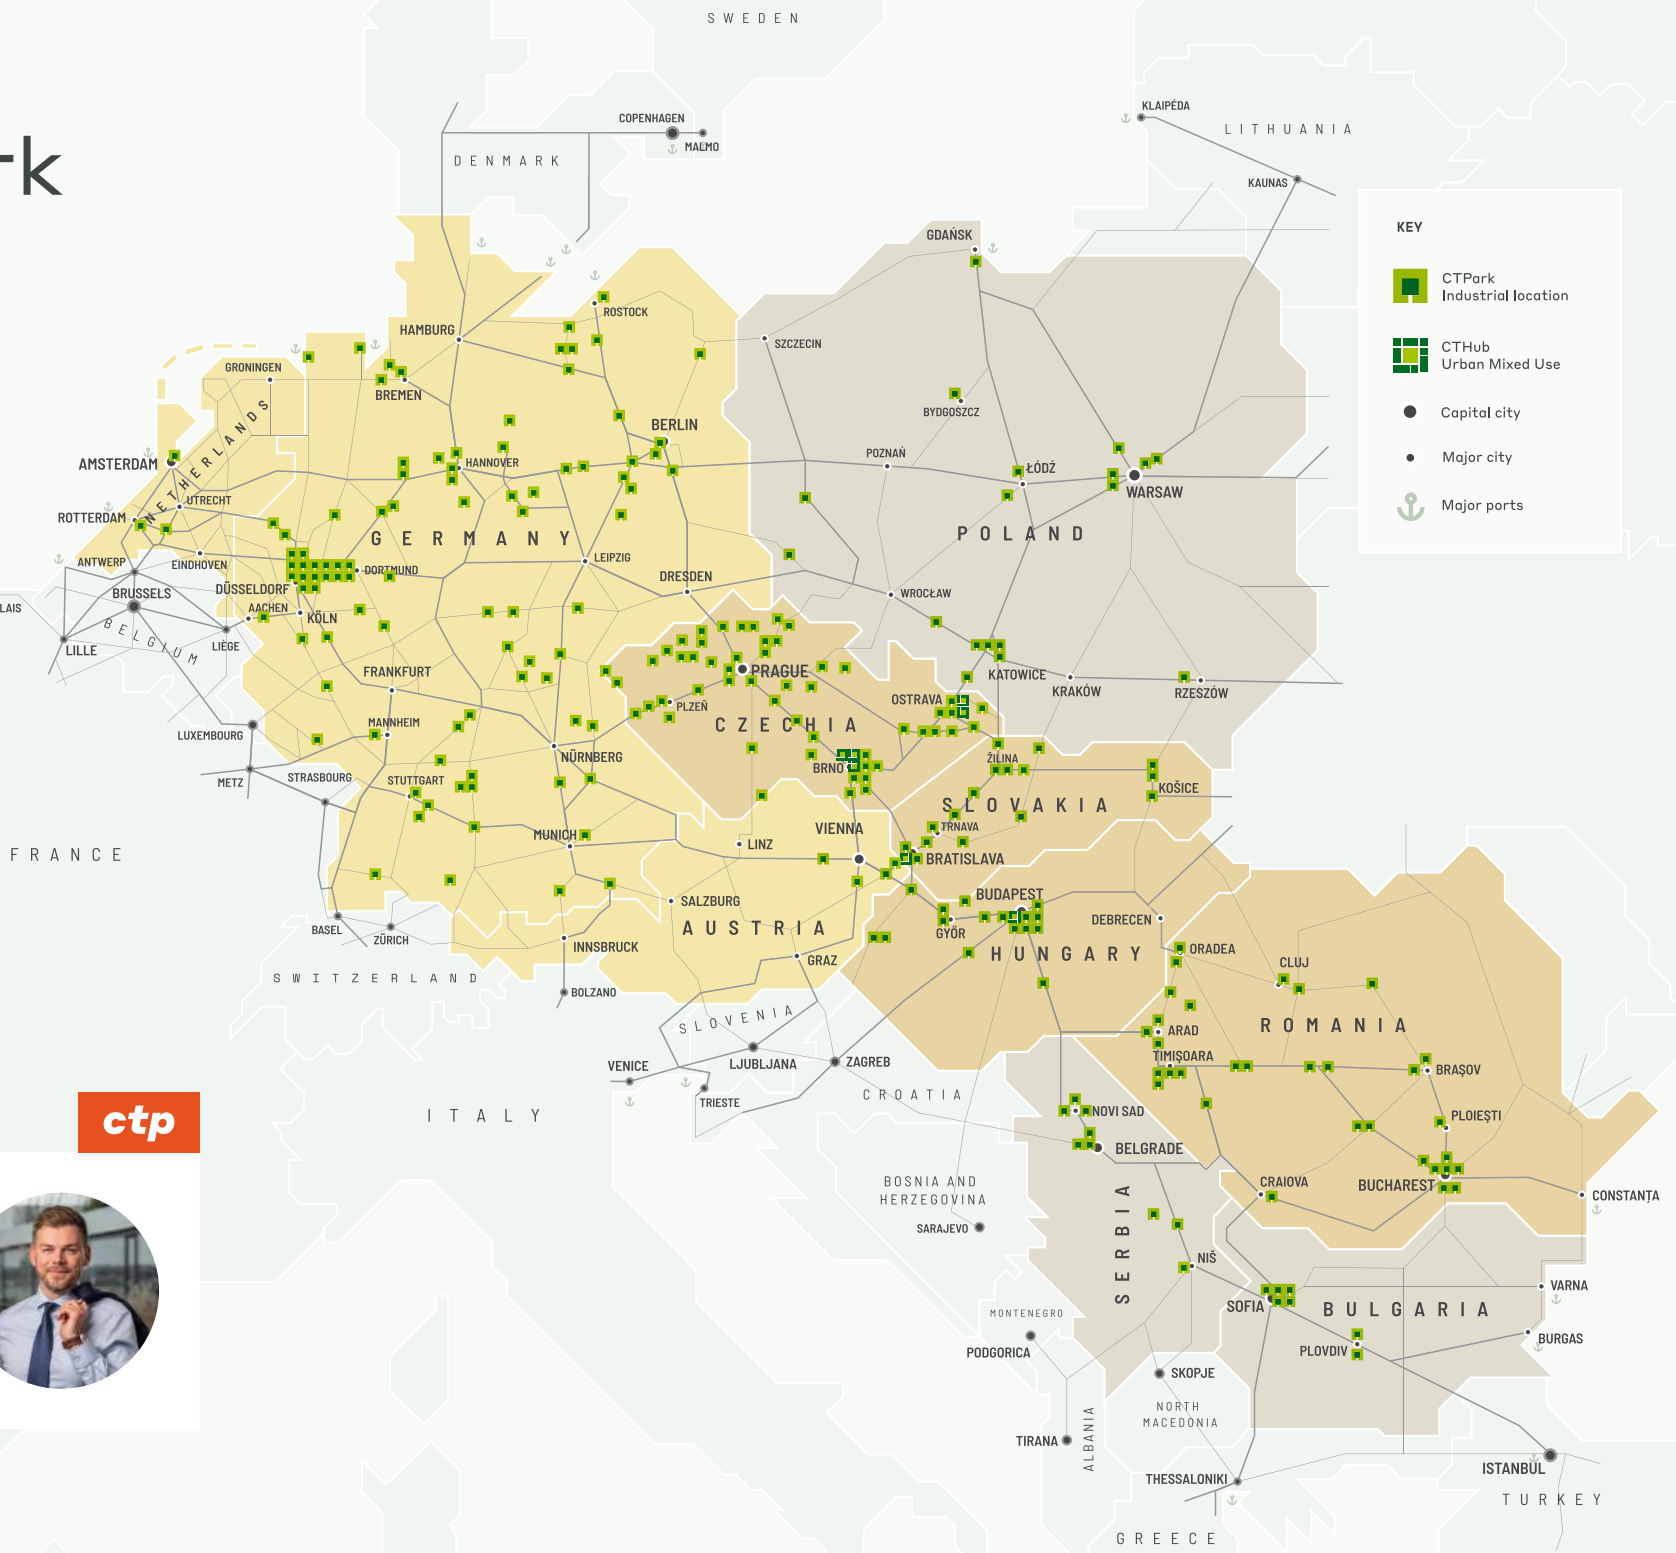 SWEDEN
KLAIPĖDA
COPENHAGEN
LITHUANIA
MALMO
DENMARK
rk
KAUNAS
KEY
CTPark
Industrial location
CTHub
Urban Mixed Use
Capital city
Major city
Major ports
GDAŃSK
ROSTOCK
HAMBURG
SZCZECIN
GRONINGEN
BREMEN
BYDGOSZCZ
NETHERLANDS
BERLIN
POZNAŃ
AMSTERDAM
HANNOVER
ŁÓDŹ
WARSAW
UTRECHT
ROTTERDAM
GERMANY
POLAND
ANTWERP
EINDHOVEN
LEIPZIG
DORTMUND
DRESDEN
BRUSSELS
DÜSSELDORF
WROCŁAW
LAIS
AACHEN
KÖLN
BELGIUM
LIÈGE
LILLE
FRANKFURT
PRAGUE
KATOWICE
KRAKÓW
RZESZÓW
OSTRAVA
PLZEŇ
MANNHEIM
CZECHIA
LUXEMBOURG
NÜRNBERG
ŽILINA
BRNO
METZ
STRASBOURG
STUTTGART
KOŠICE
SLOVAKIA
TRNAVA
VIENNA
MUNICH
LINZ
FRANCE
BRATISLAVA
BUDAPEST
SALZBURG
DEBRECEN
BASEL
ZÜRICH
AUSTRIA
GYŐR
INNSBRUCK
HUNGARY
ORADEA
GRAZ
CLUJ
SWITZERLAND
BOLZANO
SLOVENIA
ROMANIA
ARAD
TIMIȘOARA
VENICE
LJUBLJANA
ZAGREB
BRAȘOV
TRIESTE
CROATIA
NOVI SAD
ITALY
PLOIEȘTI
ctp
BELGRADE
BOSNIA AND
HERZEGOVINA
CRAIOVA
BUCHAREST
CONSTANȚA
SARAJEVO
SERBIA
NIŠ
VARNA
SOFIA
BULGARIA
MONTENEGRO
BURGAS
PODGORICA
PLOVDIV
SKOPJE
NORTH
MACEDONIA
TIRANA
ALBANIA
ISTANBUL
THESSALONIKI
TURKEY
GREECE